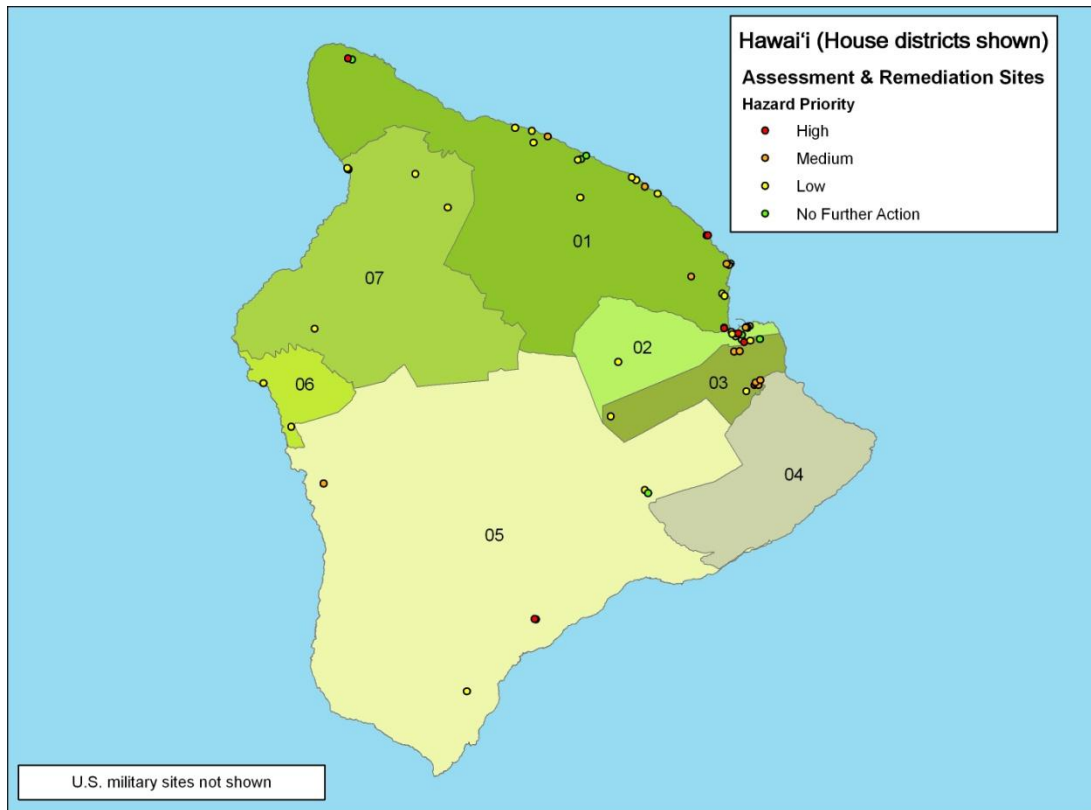 Hawai‘i (House districts shown)
Assessment & Remediation Sites
Hazard Priority
High
Medium
Low
No Further Action
01
07
02
06
03
04
05
U.S. military sites not shown